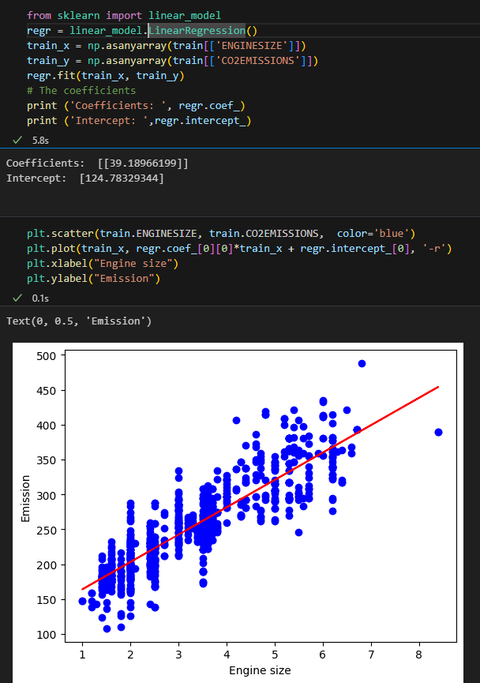 from sklearn import linear_model
regr = linear_model.LinearRegression()
train_x = np.asanyarray(train[['ENGINESIZE']])
train_y = np.asanyarray(train[['CO2EMISSIONS']])
regr.fit(train_x, train_y)
# The coefficients
print ('Coefficients: ', regr.coef_)
print ('Intercept: ',regr.intercept_)
5.8s
Coefficients:  [[39.18966199]]
Intercept:  [124.78329344]
plt.scatter(train.ENGINESIZE, train.CO2EMISSIONS,  color='blue')
plt.plot(train_x, regr.coef_[0][0]*train_x + regr.intercept_[0], '-r')
plt.xlabel("Engine size")
plt.ylabel("Emission")
0.1s
Text(0, 0.5, 'Emission')
500
450
400
350
300
250
200
150
100
Emission
1 2 3 4 5 6 7 8
Engine size